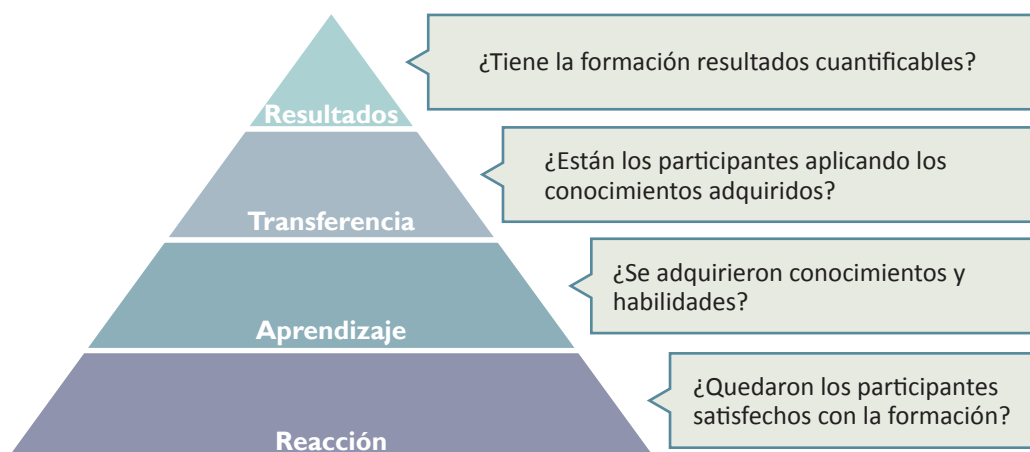 ¿Tiene la formación resultados cuantificables?
Resultados
¿Están los participantes aplicando los
conocimientos adquiridos?
Transferencia
¿Se adquirieron conocimientos y
habilidades?
Aprendizaje
¿Quedaron los participantes
satisfechos con la formación?
Reacción